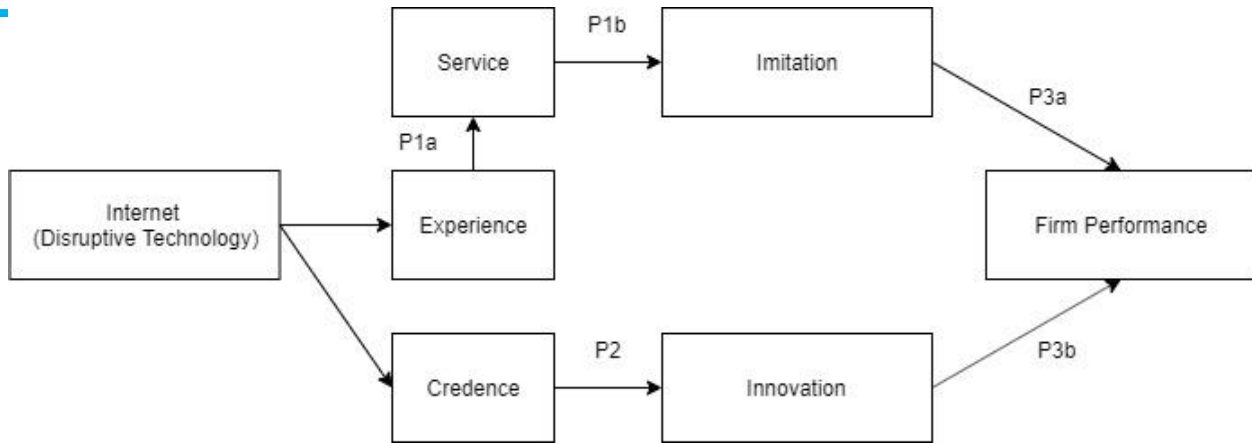 P1b
Service
Imitation
P3a
P1a
Internet
(Disruptive Technology)
Experience
Firm Performance
P2
P3b
Credence
Innovation